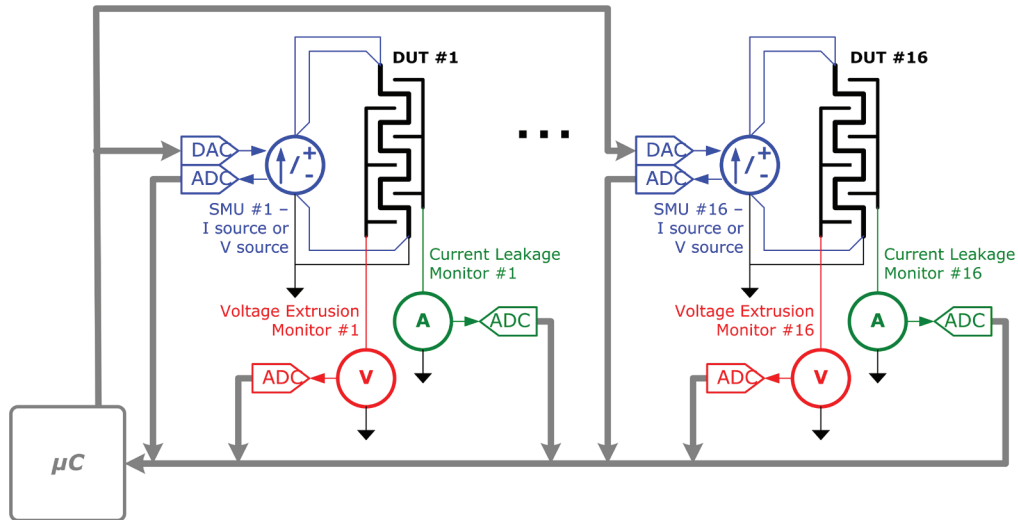 DUT #1
DUT #16
...
DAC
ADC
+
/
-
SMU #1 –
I source or
V source
DAC
ADC
+
/
-
SMU #16 –
I source or
V source
Current Leakage
Monitor #1
Current Leakage
Monitor #16
Voltage Extrusion
Monitor #1
A
ADC
Voltage Extrusion
Monitor #16
A
ADC
ADC
V
ADC
V
µC